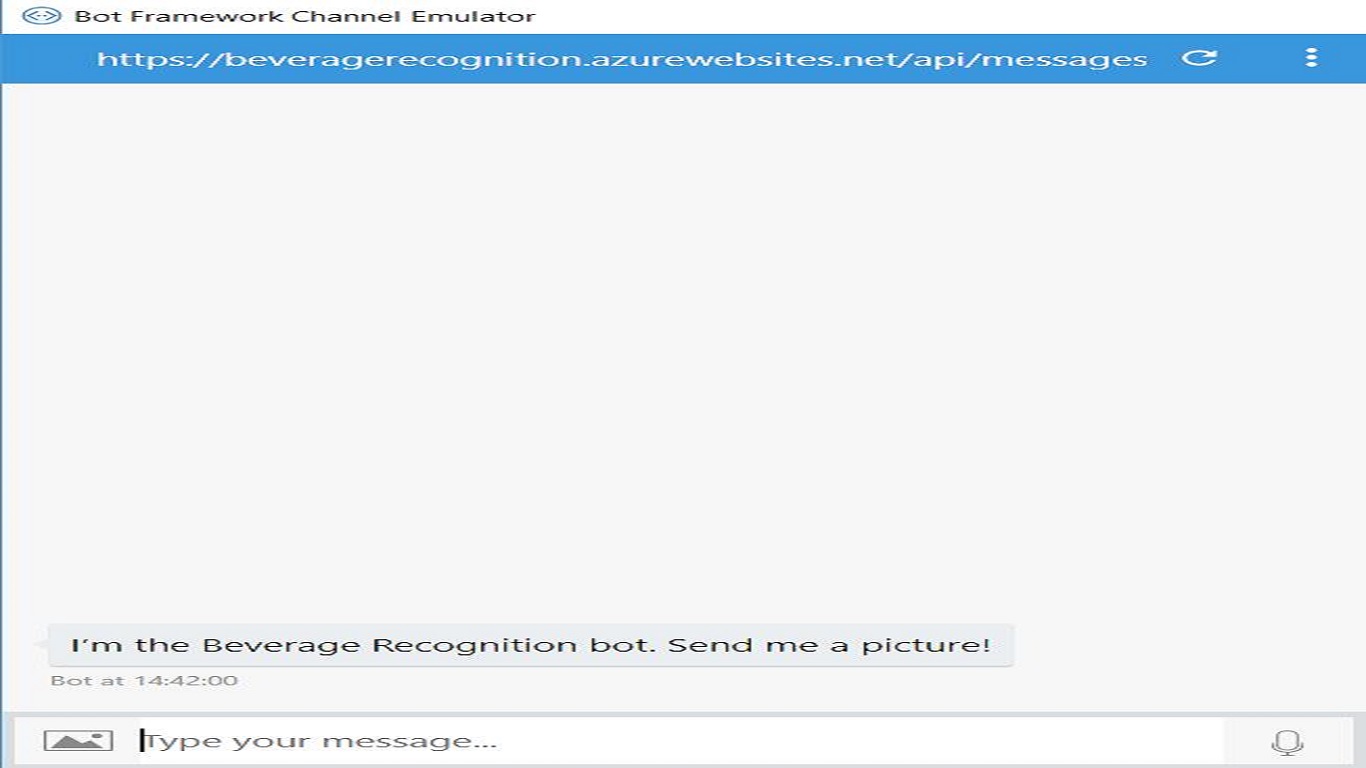 Bot Framework Channel Emulator
https://beveragerecognition.azurewebsites.net/api/messages
I'm the Beverage Recognition bot. Send me a picture!
Bot at 14:42:00
Type your message...